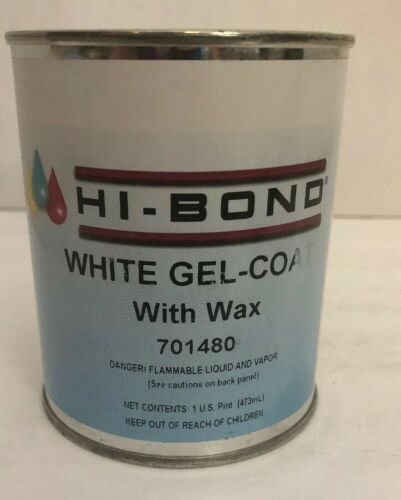 HI-BOND®
WHITE GEL-COAT
With Wax
701480
DANGER! FLAMMABLE LIQUID AND VAPOR
(See cautions on back panel)
NET CONTENTS: 1 U.S. Pint (473mL)
KEEP OUT OF REACH OF CHILDREN